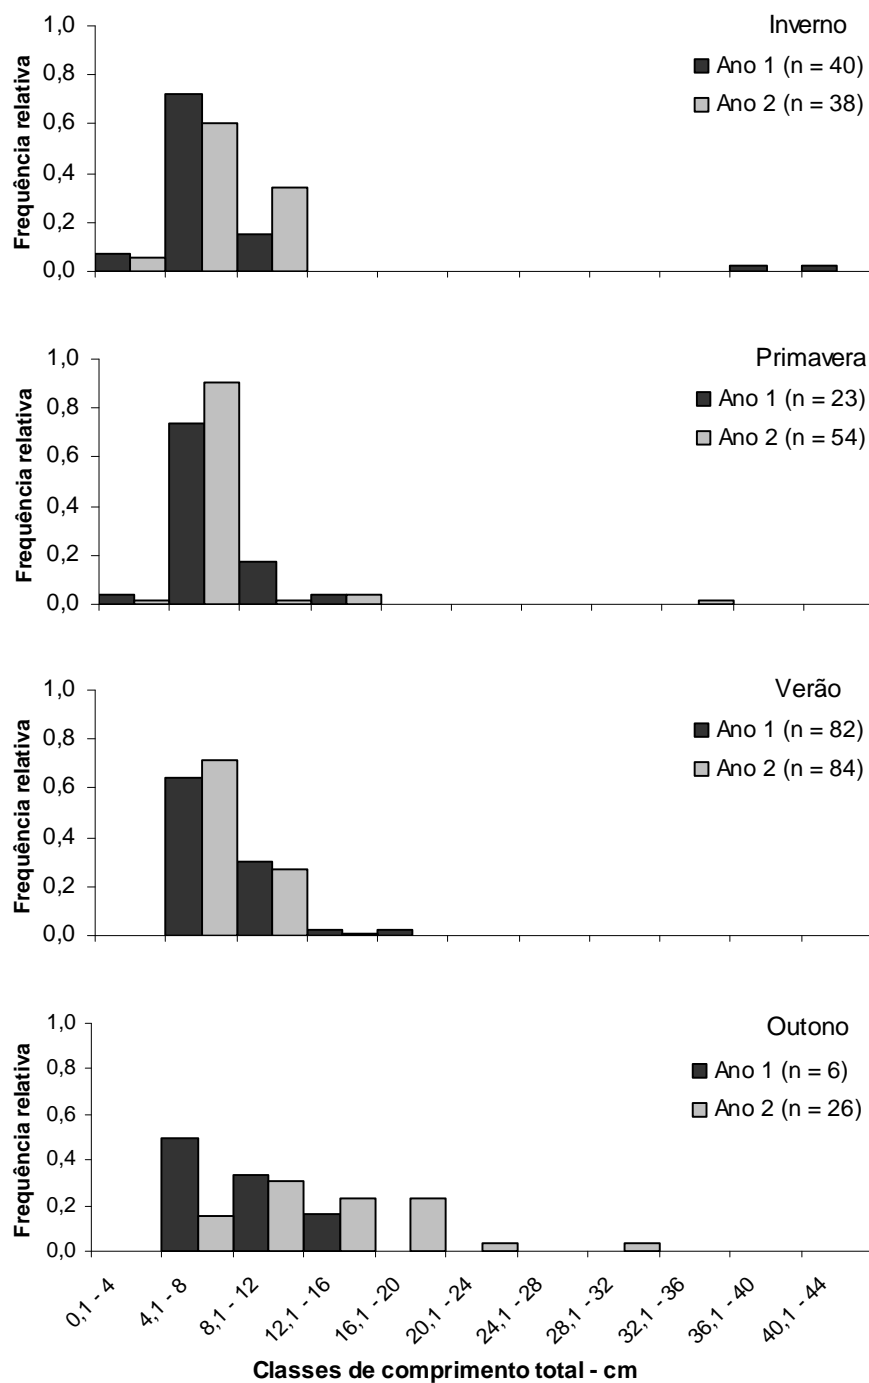 Inverno
Ano 1 (n = 40)
Ano 2 (n = 38)
Frequência relativa
1,0
0,8
0,6
0,4
0,2
0,0
Primavera
Ano 1 (n = 23)
Ano 2 (n = 54)
Frequência relativa
1,0
0,8
0,6
0,4
0,2
0,0
Verão
Ano 1 (n = 82)
Ano 2 (n = 84)
Frequência relativa
1,0
0,8
0,6
0,4
0,2
0,0
Outono
Ano 1 (n = 6)
Ano 2 (n = 26)
Frequência relativa
1,0
0,8
0,6
0,4
0,2
0,0
0,1 - 4
4,1 - 8
8,1 - 12
12,1 - 16
16,1 - 20
20,1 - 24
24,1 - 28
28,1 - 32
32,1 - 36
36,1 - 40
40,1 - 44
Classes de comprimento total - cm